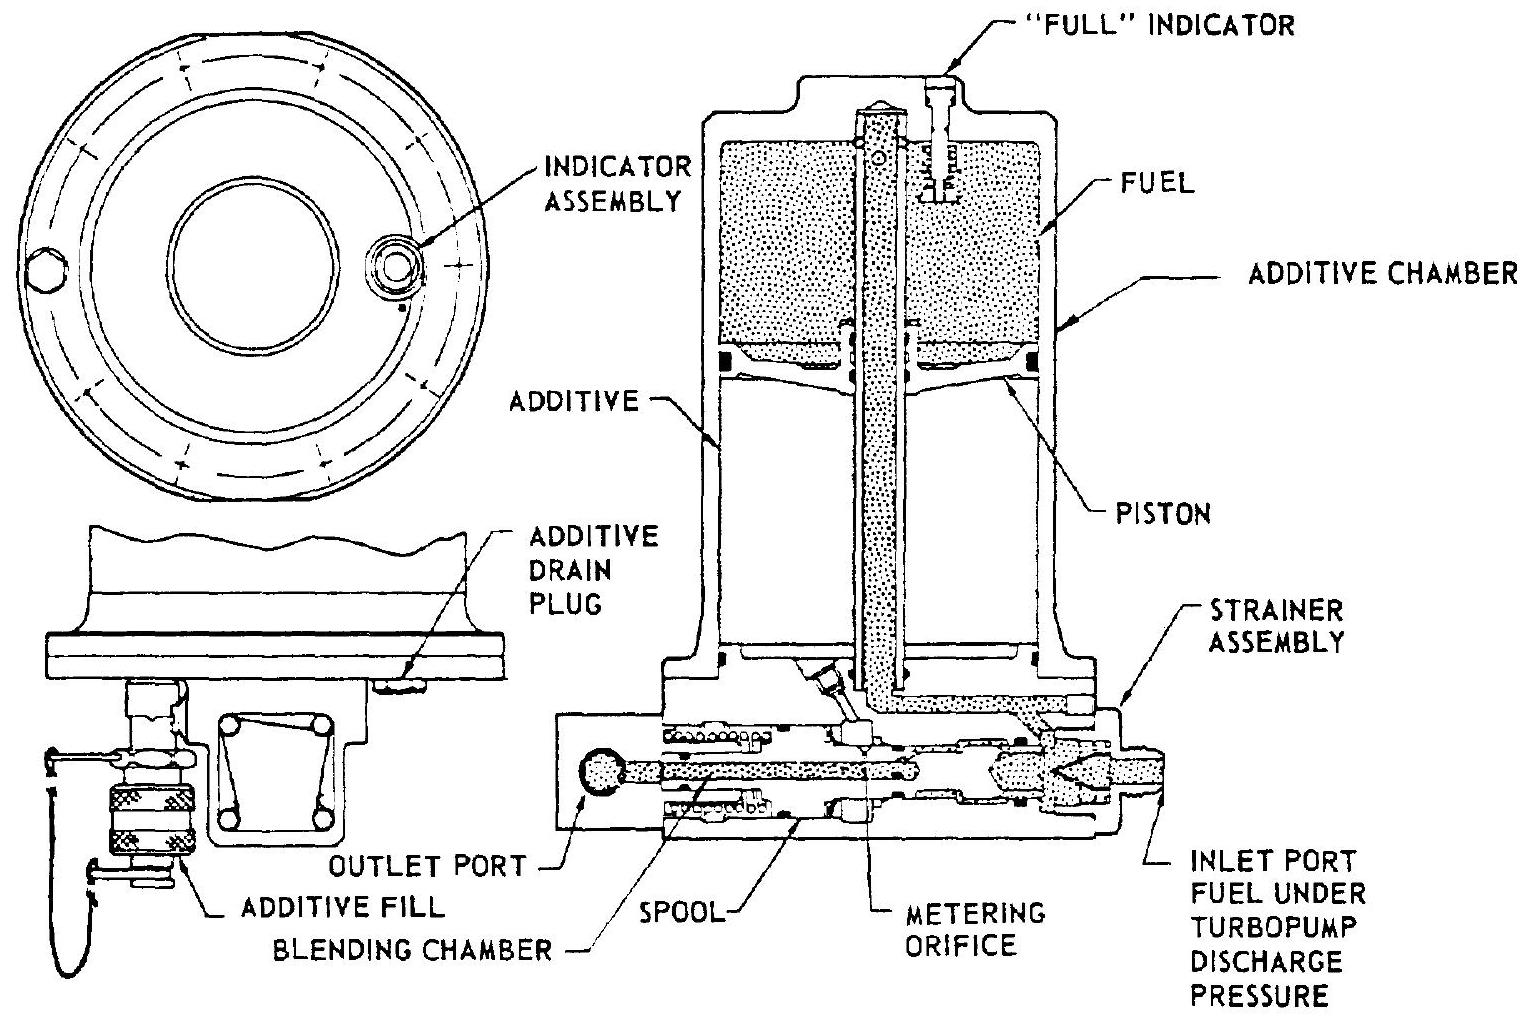 "FULL" INDICATOR
INDICATOR
ASSEMBLY
FUEL
ADDITIVE CHAMBER
ADDITIVE
PISTON
ADDITIVE
DRAIN
PLUG
STRAINER
ASSEMBLY
OUTLET PORT
ADDITIVE FILL
BLENDING CHAMBER
SPOOL
METERING
ORIFICE
INLET PORT
FUEL UNDER
TURBOPUMP
DISCHARGE
PRESSURE